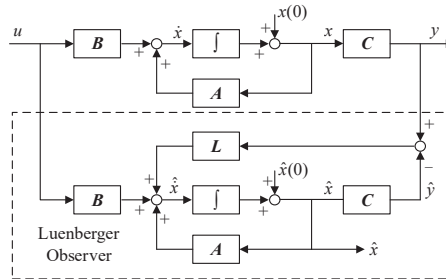 x(0)
u B ẋ ∫ x C y
+ + + +
A
+
L
−
x̂(0)
B x̂̇ ∫ x̂ C ŷ
+ + + + +
Luenberger
Observer
A x̂